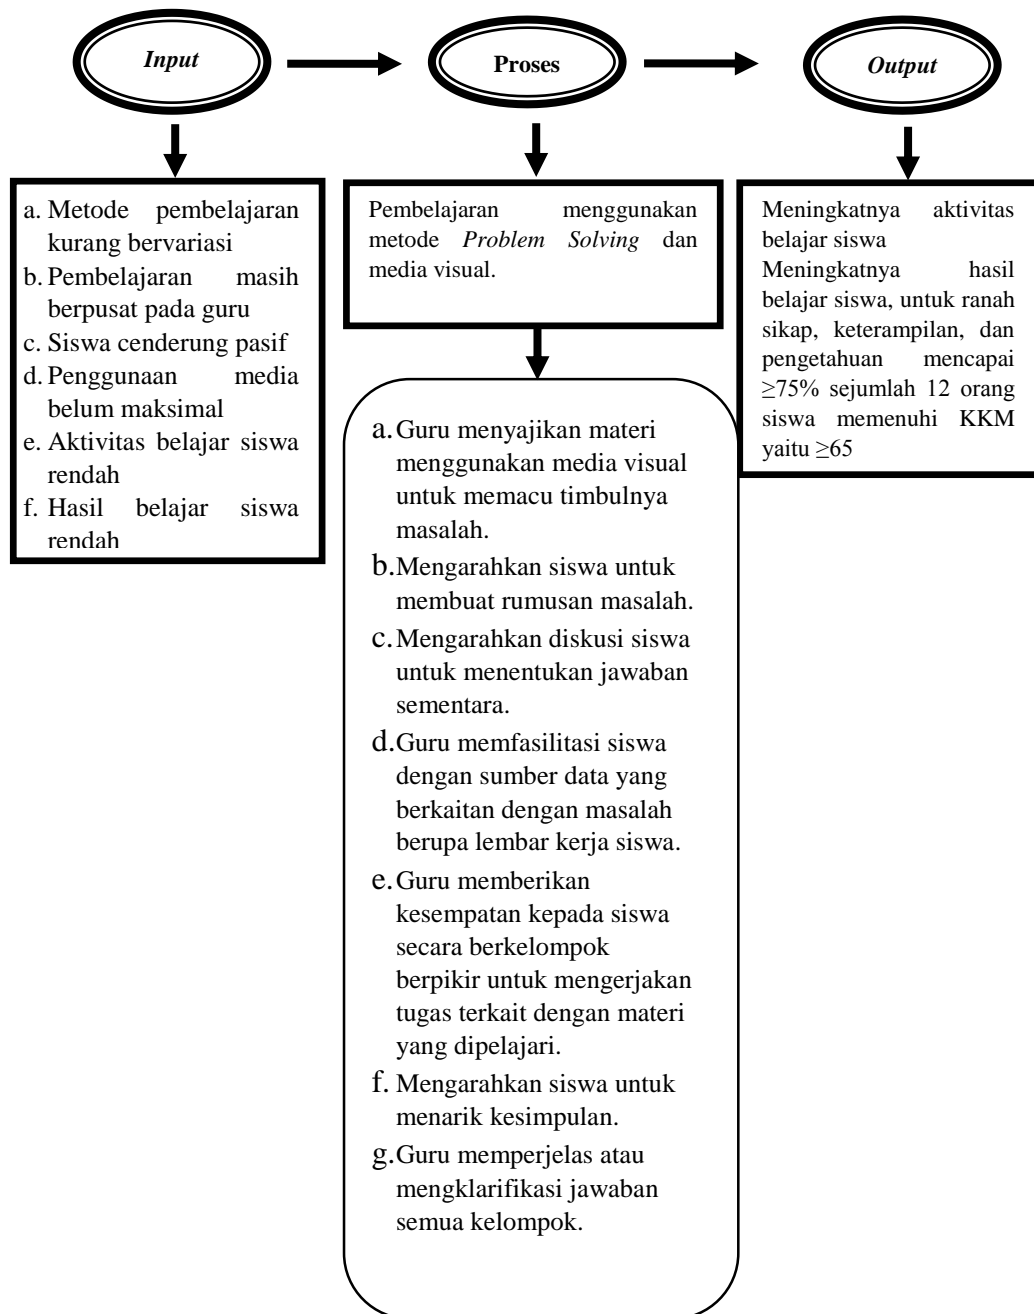 Input
Proses
Output
a. Metode pembelajaran
kurang bervariasi
b. Pembelajaran masih
berpusat pada guru
c. Siswa cenderung pasif
d. Penggunaan media
belum maksimal
e. Aktivitas belajar siswa
rendah
f. Hasil belajar siswa
rendah
Pembelajaran menggunakan
metode Problem Solving dan
media visual.
Meningkatnya aktivitas
belajar siswa
Meningkatnya hasil
belajar siswa, untuk ranah
sikap, keterampilan, dan
pengetahuan mencapai
≥75% sejumlah 12 orang
siswa memenuhi KKM
yaitu ≥65
a. Guru menyajikan materi
menggunakan media visual
untuk memacu timbulnya
masalah.
b. Mengarahkan siswa untuk
membuat rumusan masalah.
c. Mengarahkan diskusi siswa
untuk menentukan jawaban
sementara.
d. Guru memfasilitasi siswa
dengan sumber data yang
berkaitan dengan masalah
berupa lembar kerja siswa.
e. Guru memberikan
kesempatan kepada siswa
secara berkelompok
berpikir untuk mengerjakan
tugas terkait dengan materi
yang dipelajari.
f. Mengarahkan siswa untuk
menarik kesimpulan.
g. Guru memperjelas atau
mengklarifikasi jawaban
semua kelompok.